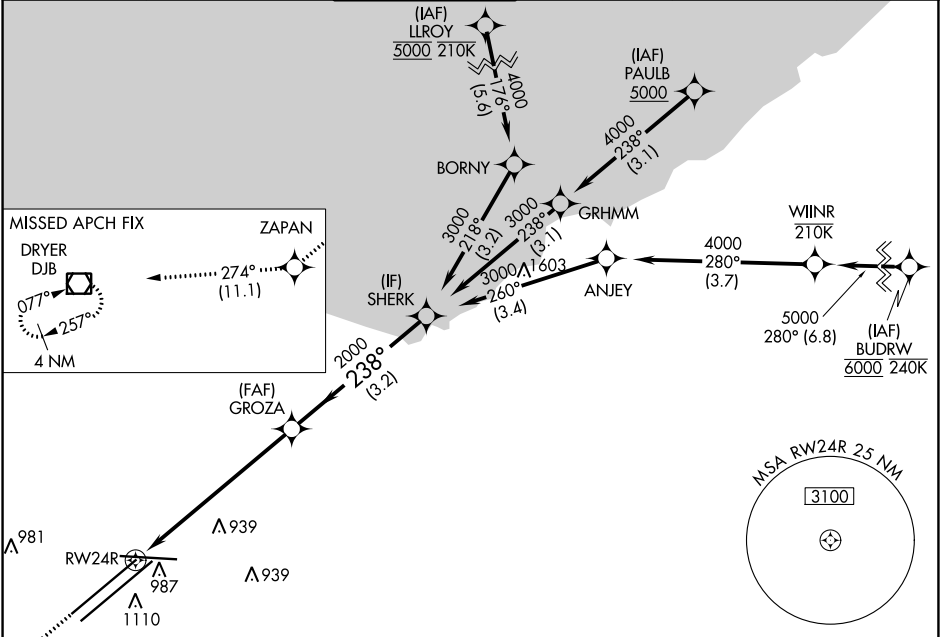 (IAF)
LLROY
5000 210K
4000
176°
(5.6)
(IAF)
PAULB
5000
4000
238°
(3.1)
BORNY
GRHMM
3000
218°
(3.2)
3000
238°
(3.1)
MISSED APCH FIX
DRYER
DJB
ZAPAN
274°
(11.1)
077°
257°
4 NM
WIINR
210K
4000
280°
(3.7)
5000
280° (6.8)
(IAF)
BUDRW
6000 240K
ANJEY
1603
3000
260°
(3.4)
(IF)
SHERK
2000
238°
(3.2)
(FAF)
GROZA
MSA RW24R 25 NM
3100
939
981
RW24R
987
939
1110